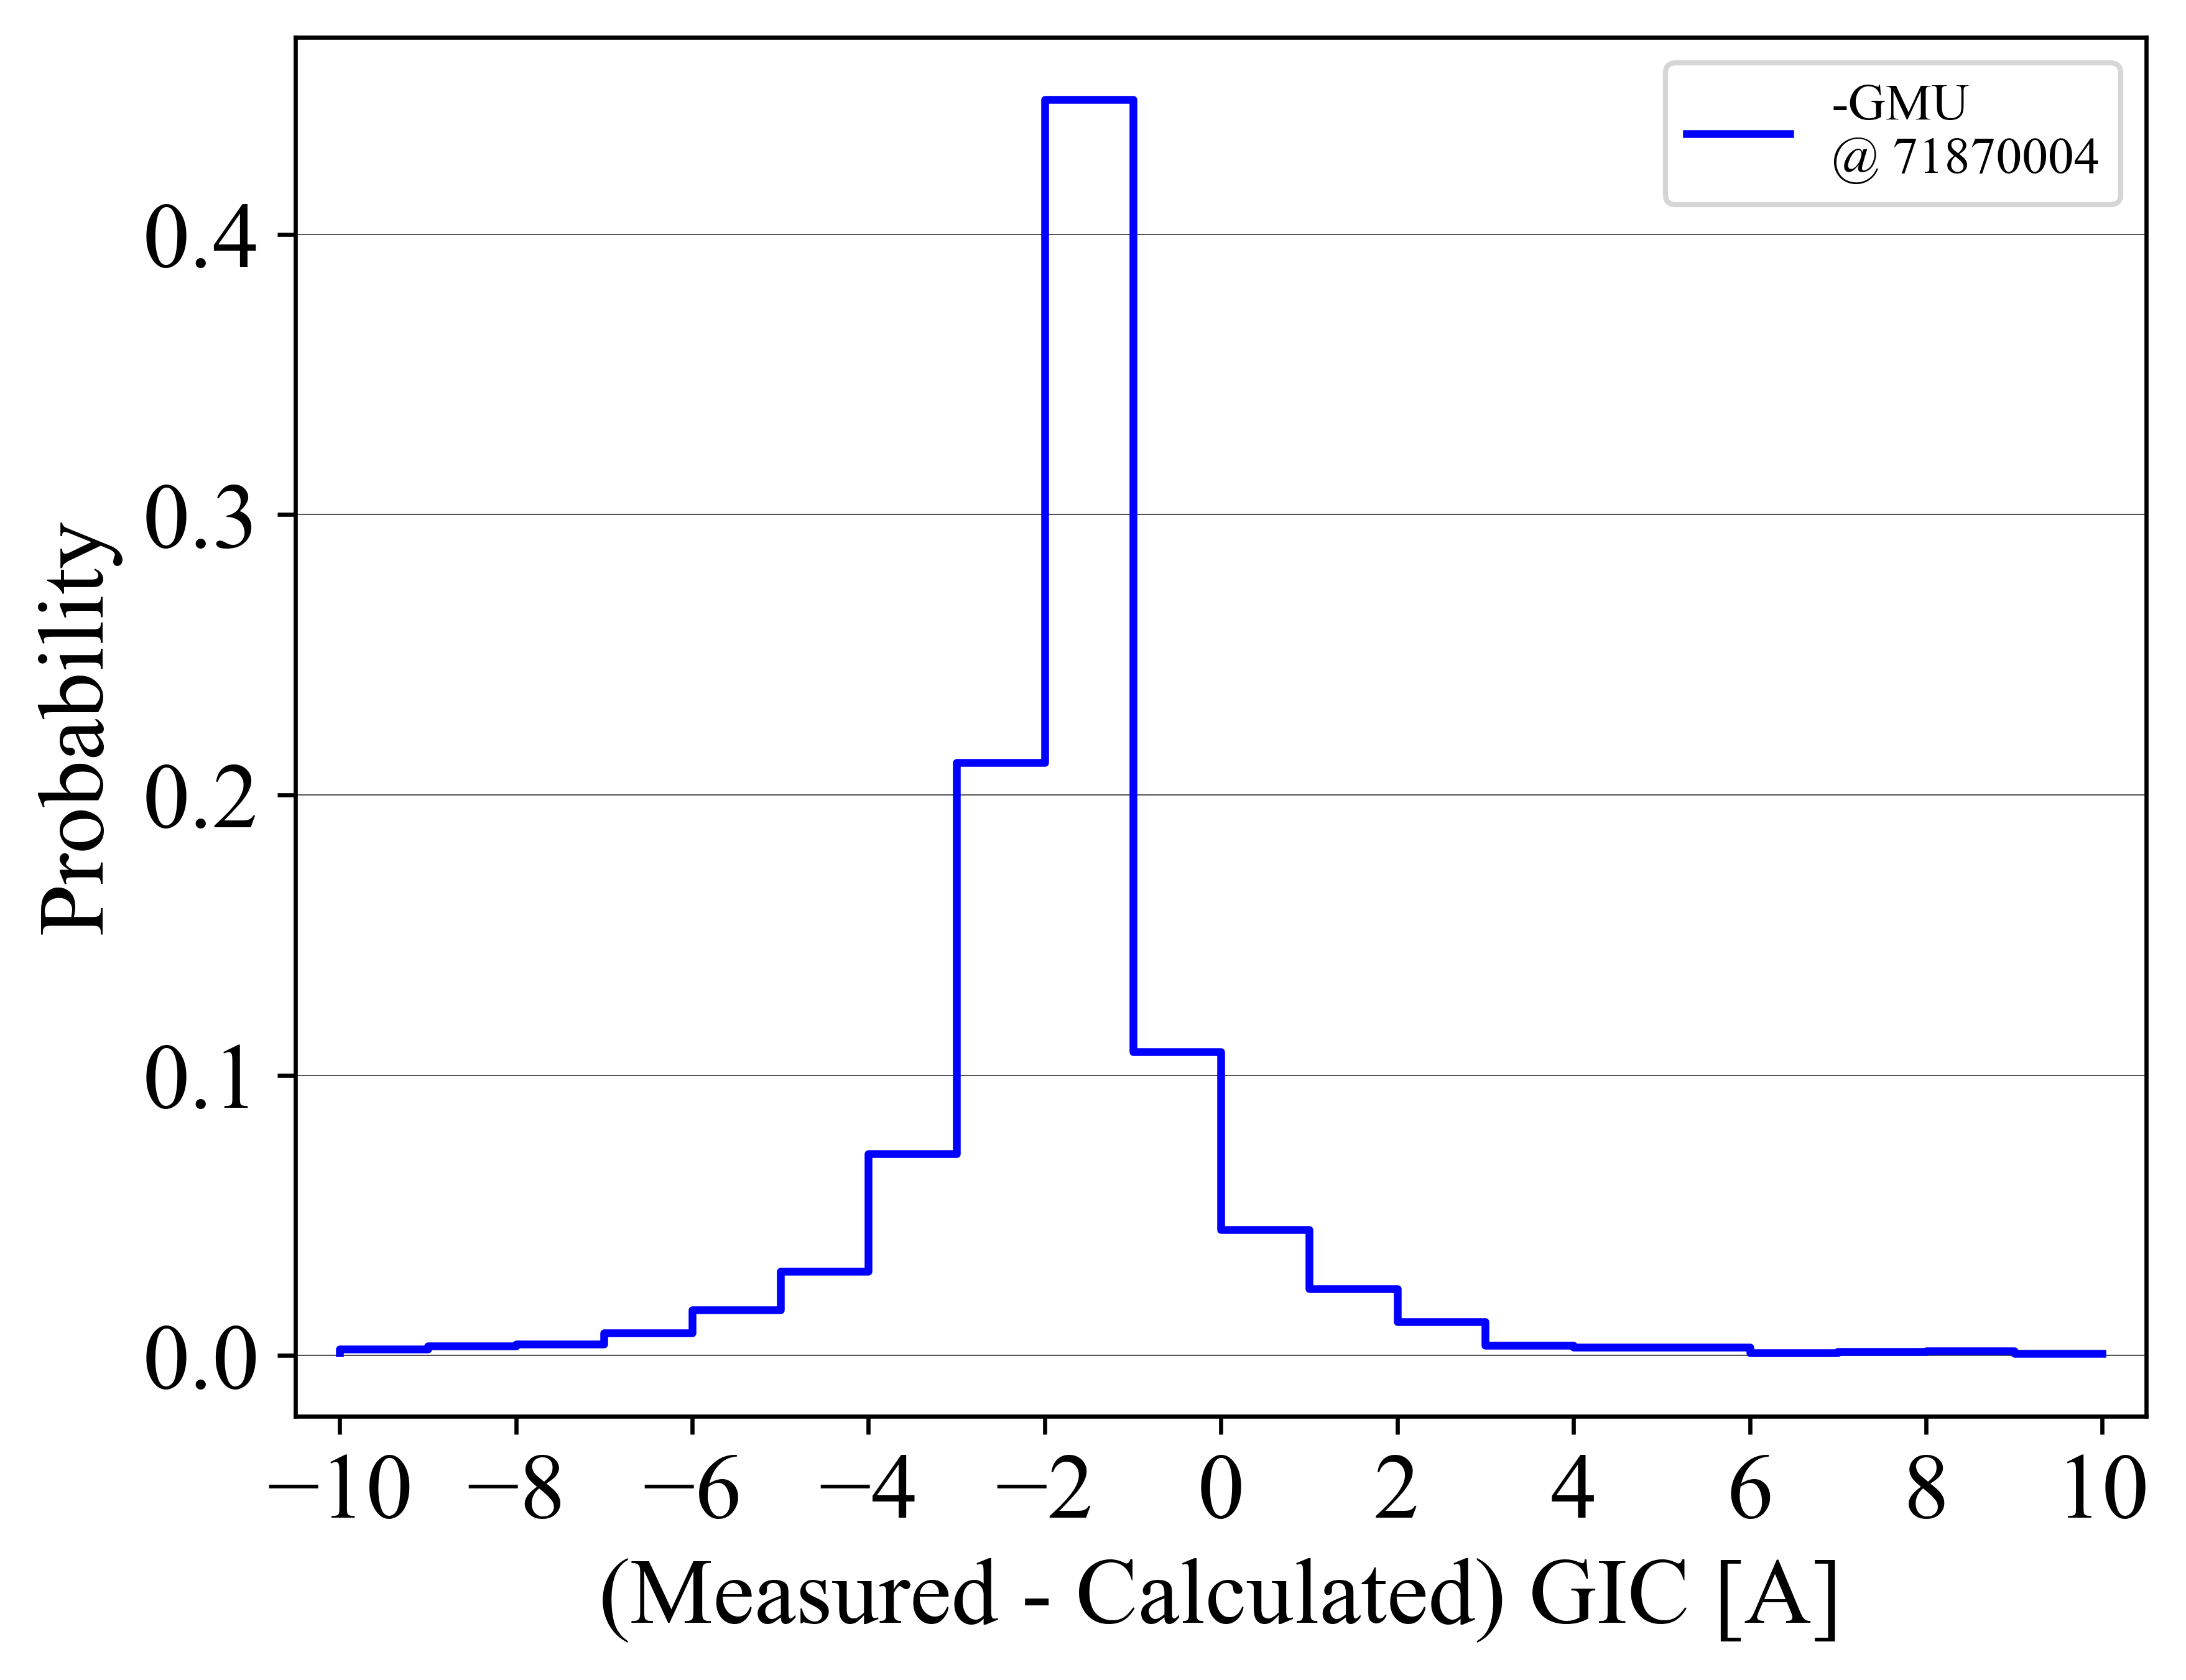 -GMU
@ 71870004
0.4
0.3
0.2
0.1
0.0
Probability
−10 −8 −6 −4 −2 0 2 4 6 8 10
(Measured - Calculated) GIC [A]